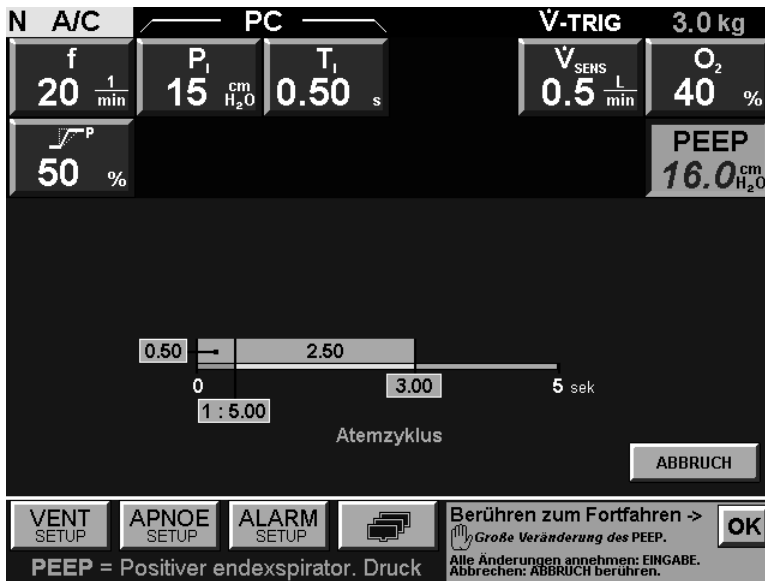 N A/C PC V̇-TRIG 3.0 kg
f PI TI V̇SENS O2
20 1/min 15 cm H2O 0.50 s 0.5 L/min 40 %
P PEEP
50 % 16.0 cm H2O
0.50 2.50
0 3.00 5 sek
1 : 5.00
Atemzyklus
ABBRUCH
VENT SETUP APNOE SETUP ALARM SETUP
PEEP = Positiver endexspirator. Druck
Berühren zum Fortfahren -> OK
Große Veränderung des PEEP.
Alle Änderungen annehmen: EINGABE.
Abbrechen: ABBRUCH berühren.